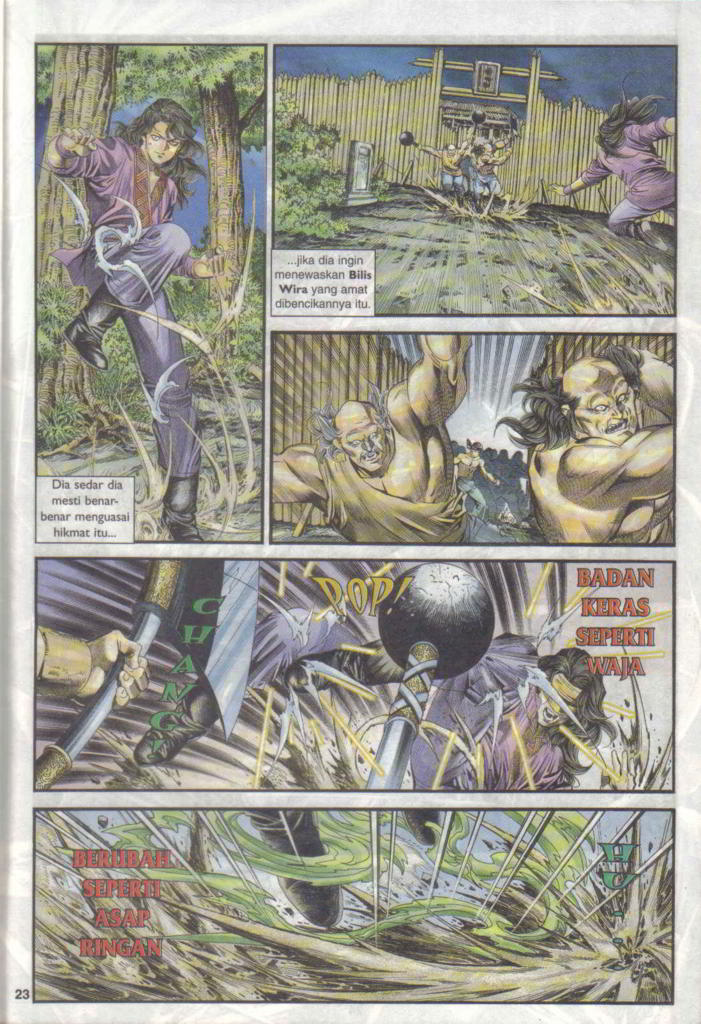 Dia sedar dia
mesti benar-
benar menguasai
hikmat itu...
...jika dia ingin
menewaskan Bilis
Wira yang amat
dibencikannya itu.
CHANG!
POP!
BADAN
KERAS
SEPERTI
WAJA
BERUBAH
SEPERTI
ASAP
RINGAN
23